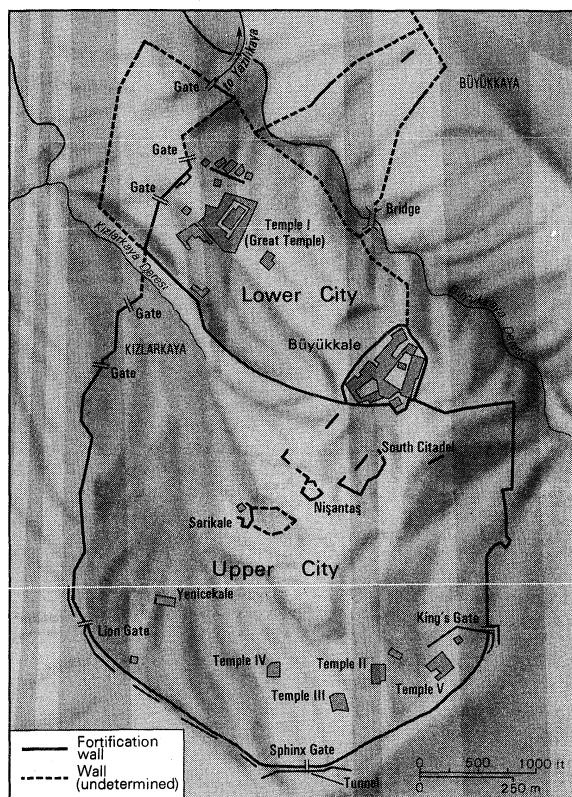 Gate
to Yazılıkaya
BÜYÜKKAYA
Gate
Gate
Bridge
Temple I
(Great Temple)
Kızlarkaya Deresi
Lower City
Gate
Büyükkale
KIZLARKAYA
Gate
South Citadel
Nişantaş
Sarikale
Upper City
Yenicekale
King's Gate
Lion Gate
Temple IV
Temple II
Temple III
Temple V
Sphinx Gate
Tunnel
Fortification
wall
Wall
(undetermined)
0 500 1000 ft
0 250 m